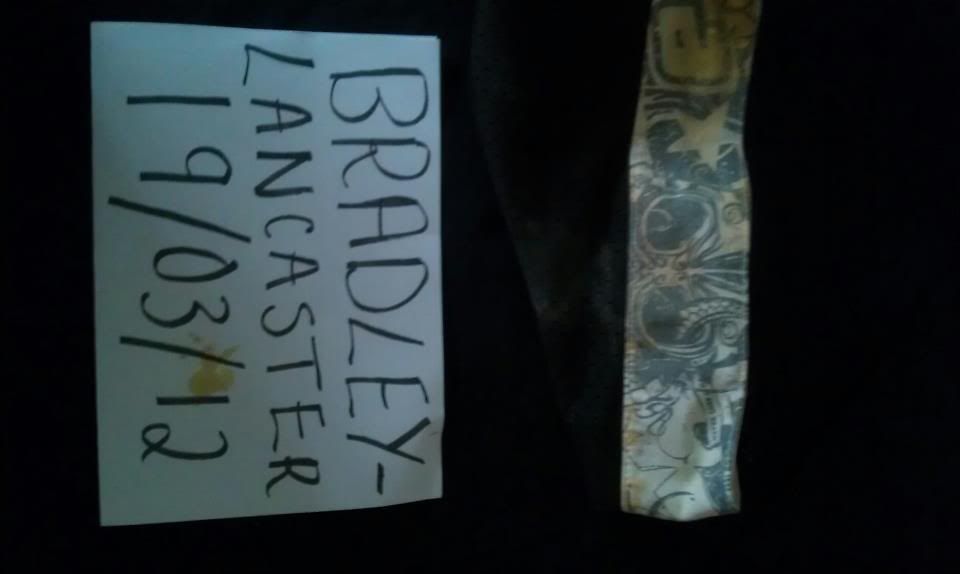 BRADLEY-
LANCASTER
19/03/12